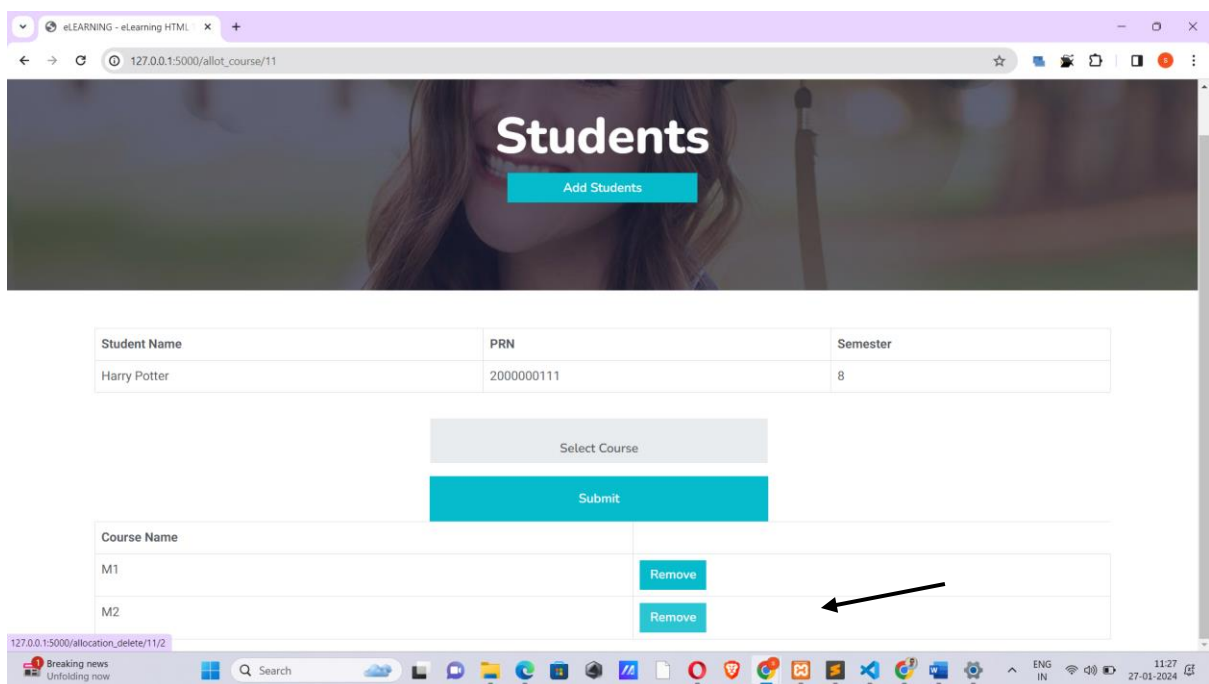 eLEARNING - eLearning HTML
127.0.0.1:5000/allot_course/11
Students
Add Students
Student Name PRN Semester
Harry Potter 2000000111 8
Select Course
Submit
Course Name
M1 Remove
M2 Remove
127.0.0.1:5000/allocation_delete/11/2
1 Breaking news
Unfolding now
Search
ENG
IN
11:27
27-01-2024